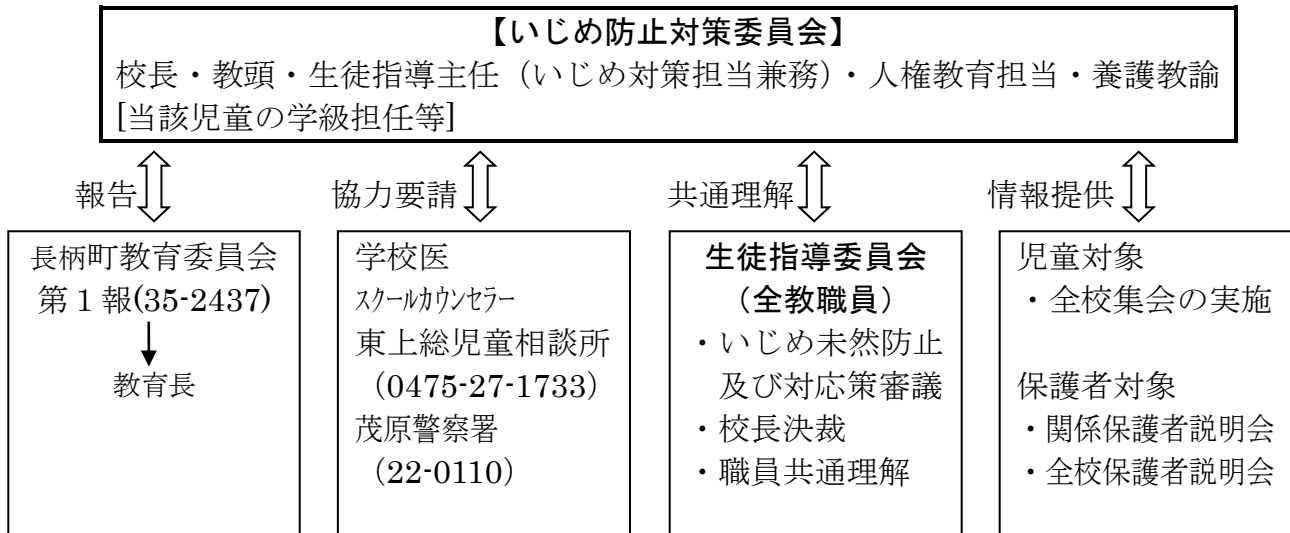 【いじめ防止対策委員会】
校長・教頭・生徒指導主任（いじめ対策担当兼務）・人権教育担当・養護教諭
[当該児童の学級担任等]
報告
協力要請
共通理解
情報提供
長柄町教育委員会
第１報(35-2437)
教育長
学校医
ｽｸｰﾙｶｳﾝｾﾗｰ
東上総児童相談所
（0475-27-1733）
茂原警察署
（22-0110）
生徒指導委員会
（全教職員）
・いじめ未然防止
及び対応策審議
・校長決裁
・職員共通理解
児童対象
・全校集会の実施
保護者対象
・関係保護者説明会
・全校保護者説明会